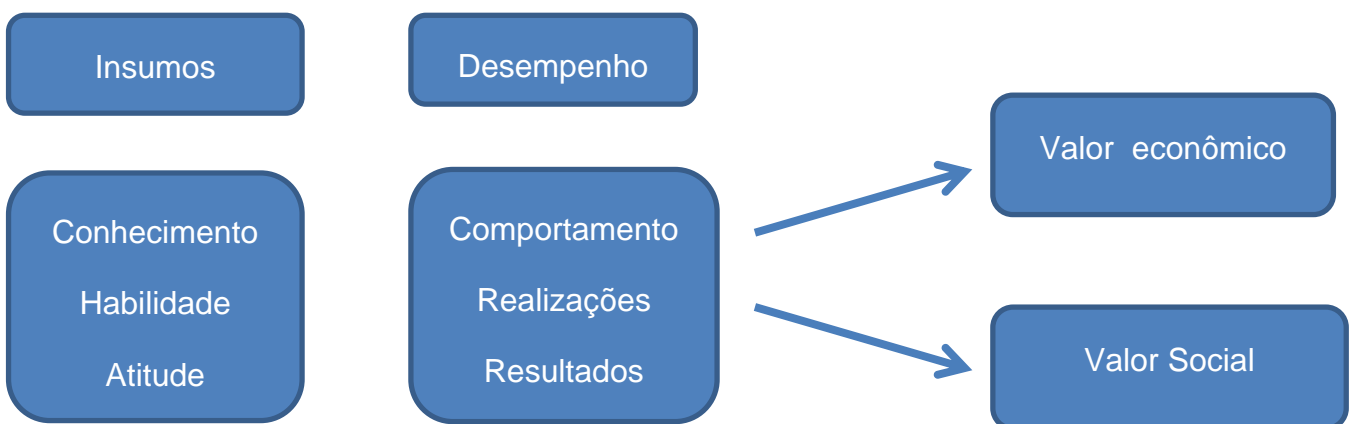 Insumos
Desempenho
Valor econômico
Conhecimento
Habilidade
Atitude
Comportamento
Realizações
Resultados
Valor Social